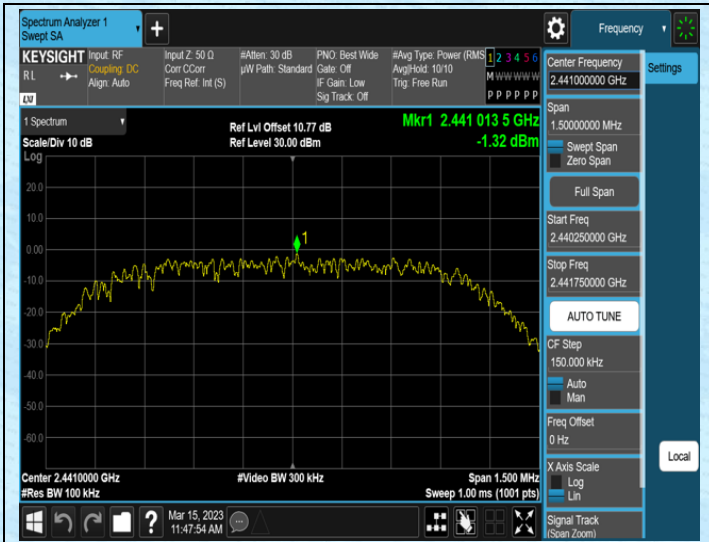 Spectrum Analyzer 1
Swept SA
+
Frequency
KEYSIGHT
RL
LXI
Input: RF
Coupling: DC
Align: Auto
Input Z: 50 Ω
Corr CCorr
Freq Ref: Int (S)
#Atten: 30 dB
µW Path: Standard
PNO: Best Wide
Gate: Off
IF Gain: Low
Sig Track: Off
#Avg Type: Power (RMS
Avg|Hold: 10/10
Trig: Free Run
1 2 3 4 5 6
M W W W W W
P P P P P P
1 Spectrum
Scale/Div 10 dB
Log
Ref Lvl Offset 10.77 dB
Ref Level 30.00 dBm
Mkr1 2.441 013 5 GHz
-1.32 dBm
20.0
10.0
0.00
-10.0
-20.0
-30.0
-40.0
-50.0
-60.0
1
Center 2.4410000 GHz
#Res BW 100 kHz
#Video BW 300 kHz
Span 1.500 MHz
Sweep 1.00 ms (1001 pts)
?
Mar 15, 2023
11:47:54 AM
Center Frequency
2.441000000 GHz
Span
1.50000000 MHz
Swept Span
Zero Span
Full Span
Start Freq
2.440250000 GHz
Stop Freq
2.441750000 GHz
AUTO TUNE
CF Step
150.000 kHz
Auto
Man
Freq Offset
0 Hz
X Axis Scale
Log
Lin
Signal Track
(Span Zoom)
Settings
Local